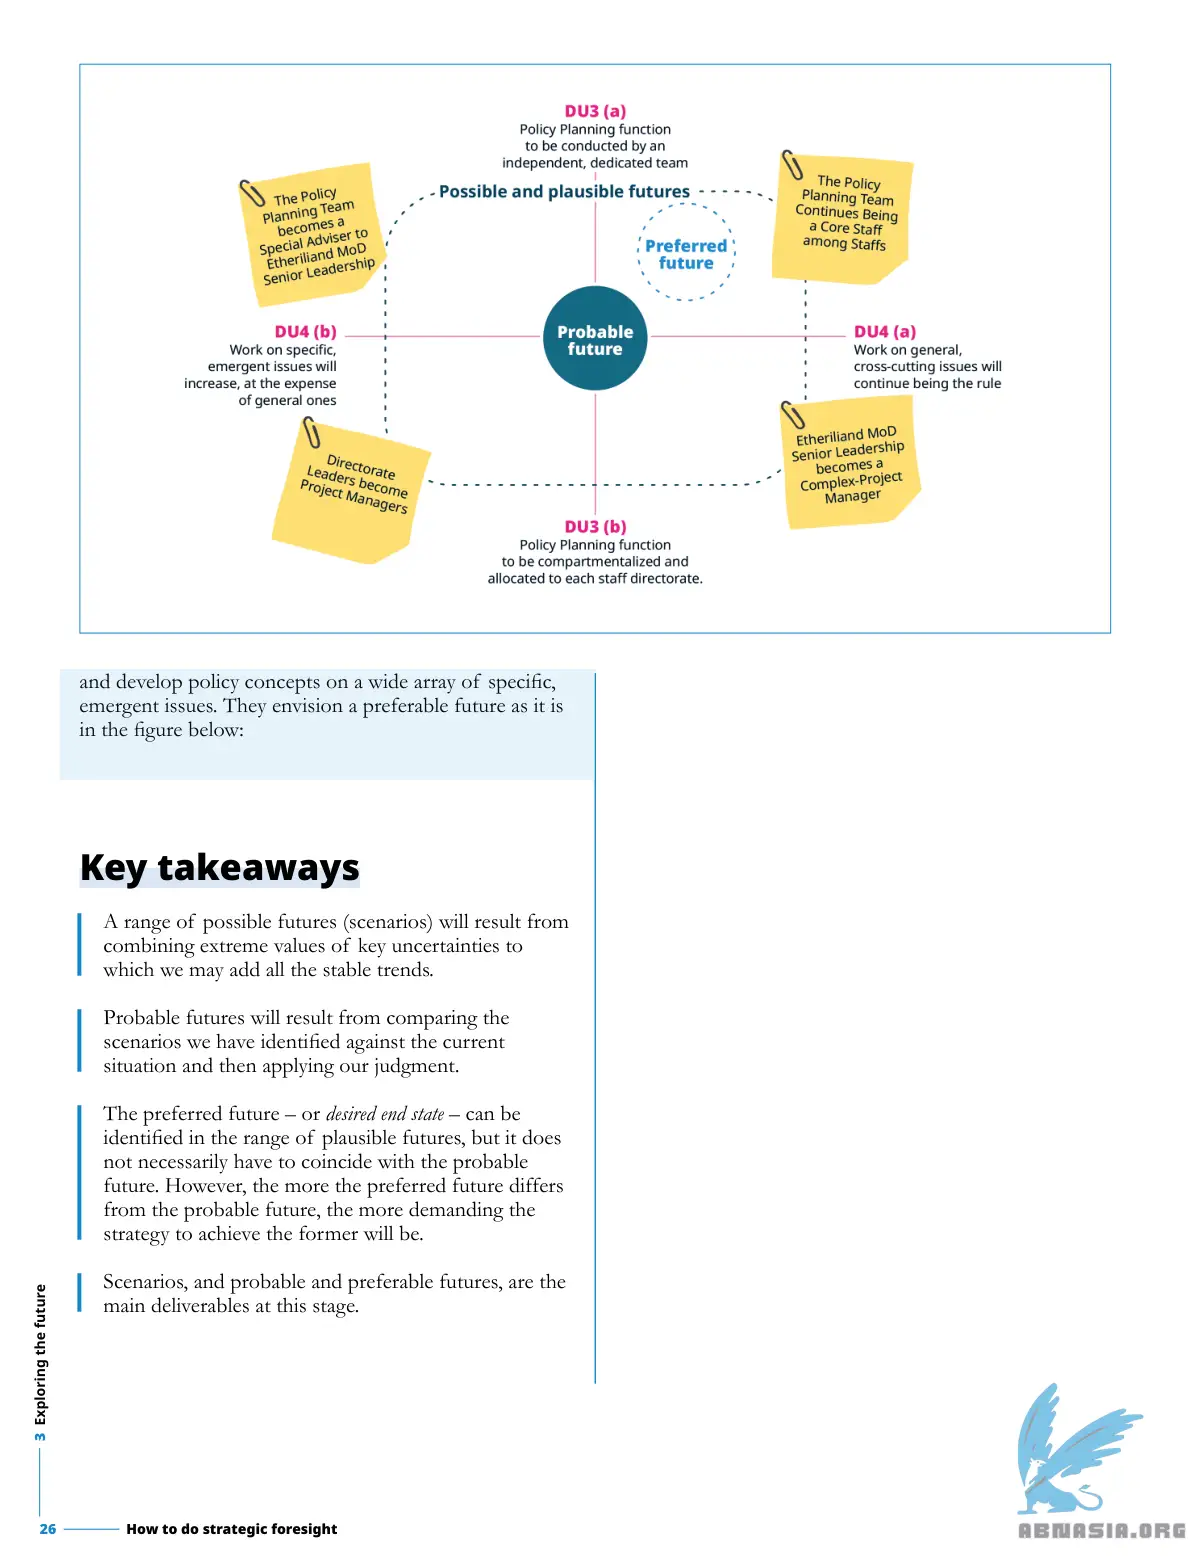 DU3 (a)
Policy Planning function
to be conducted by an
independent, dedicated team
Possible and plausible futures
The Policy
Planning Team
becomes a
Special Adviser to
Etheriliand MoD
Senior Leadership
The Policy
Planning Team
Continues Being
a Core Staff
among Staffs
Preferred
future
Probable
future
DU4 (b)
Work on specific,
emergent issues will
increase, at the expense
of general ones
DU4 (a)
Work on general,
cross-cutting issues will
continue being the rule
Directorate
Leaders become
Project Managers
Etheriliand MoD
Senior Leadership
becomes a
Complex-Project
Manager
DU3 (b)
Policy Planning function
to be compartmentalized and
allocated to each staff directorate.
and develop policy concepts on a wide array of specific,
emergent issues. They envision a preferable future as it is
in the figure below:
Key takeaways
A range of possible futures (scenarios) will result from
combining extreme values of key uncertainties to
which we may add all the stable trends.
Probable futures will result from comparing the
scenarios we have identified against the current
situation and then applying our judgment.
The preferred future – or desired end state – can be
identified in the range of plausible futures, but it does
not necessarily have to coincide with the probable
future. However, the more the preferred future differs
from the probable future, the more demanding the
strategy to achieve the former will be.
Scenarios, and probable and preferable futures, are the
main deliverables at this stage.
3 Exploring the future
26 How to do strategic foresight
ABNASIA.ORG